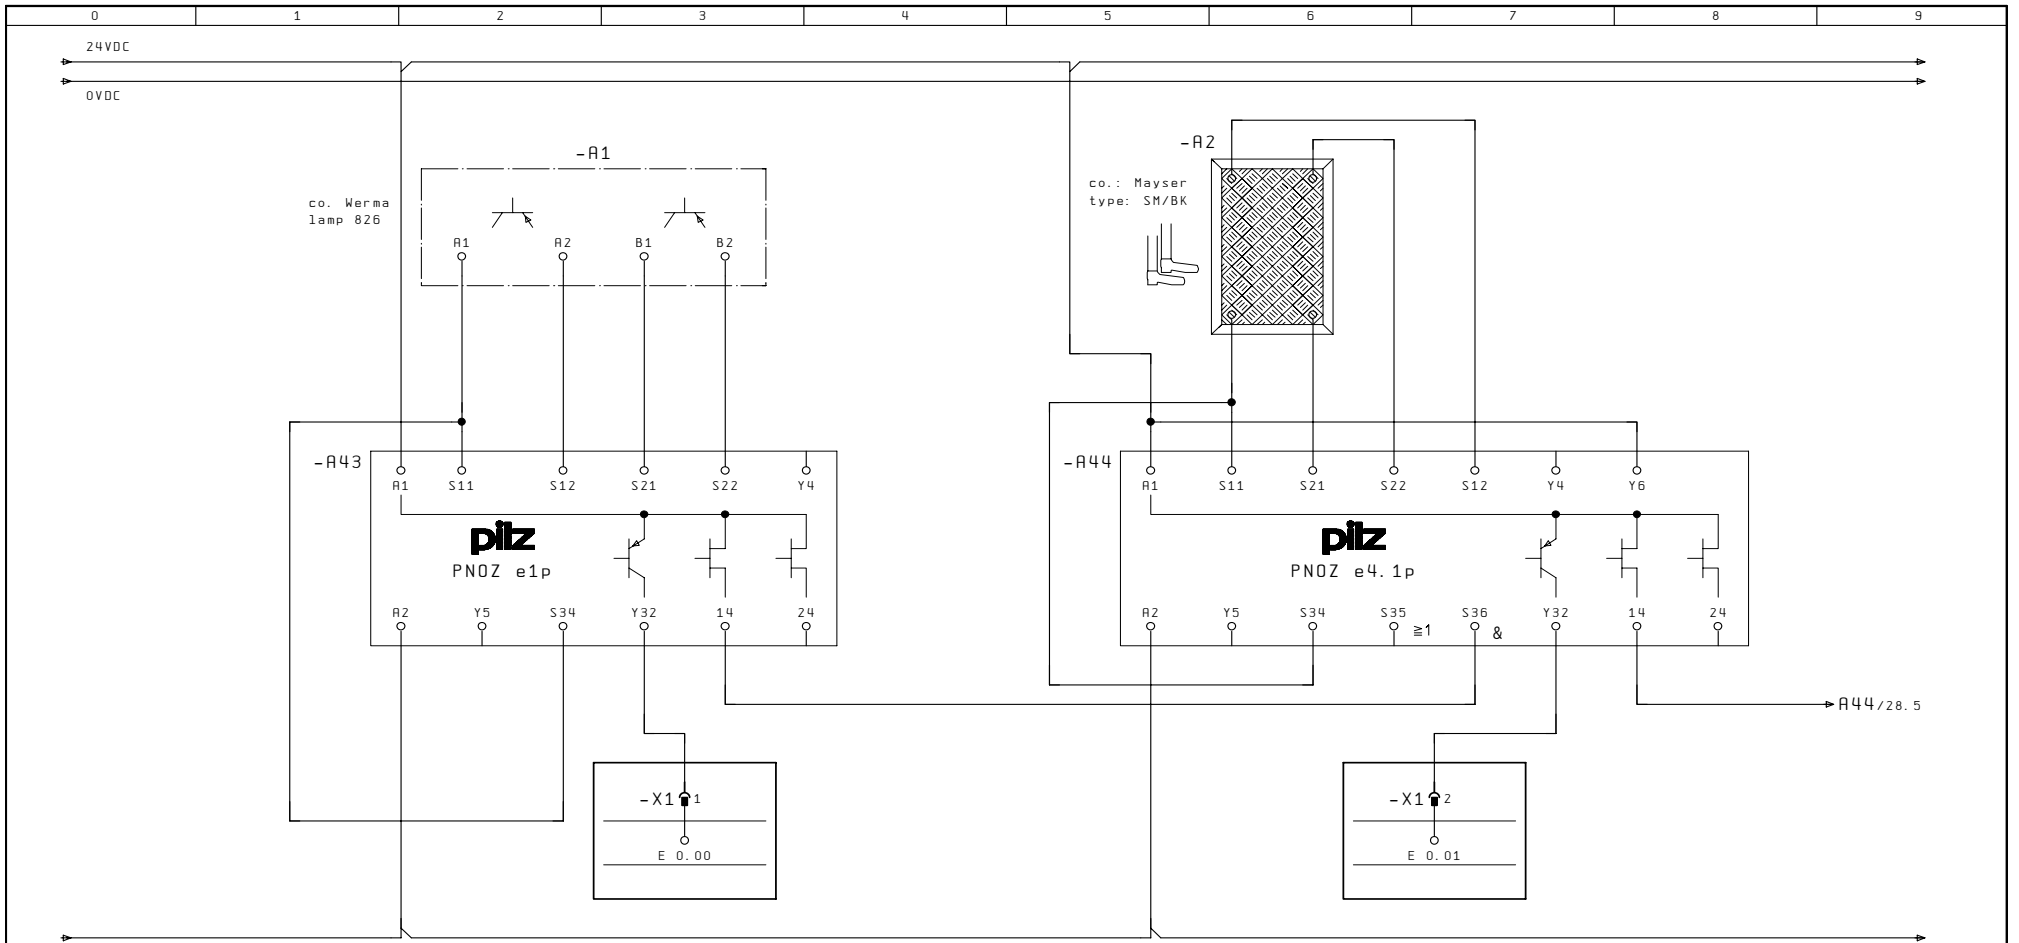 0 1 2 3 4 5 6 7 8 9
24VDC
0VDC
-A1
-A2
co.: Mayser
type: SM/BK
co. Werma
lamp 826
A1 A2 B1 B2
-A43
A1 S11 S12 S21 S22 Y4
pilz
PNOZ e1p
A2 Y5 S34 Y32 14 24
-A44
A1 S11 S21 S22 S12 Y4 Y6
pilz
PNOZ e4.1p
A2 Y5 S34 S35 ≧1 S36 & Y32 14 24
A44/28.5
-X1 1
E 0.00
-X1 2
E 0.01